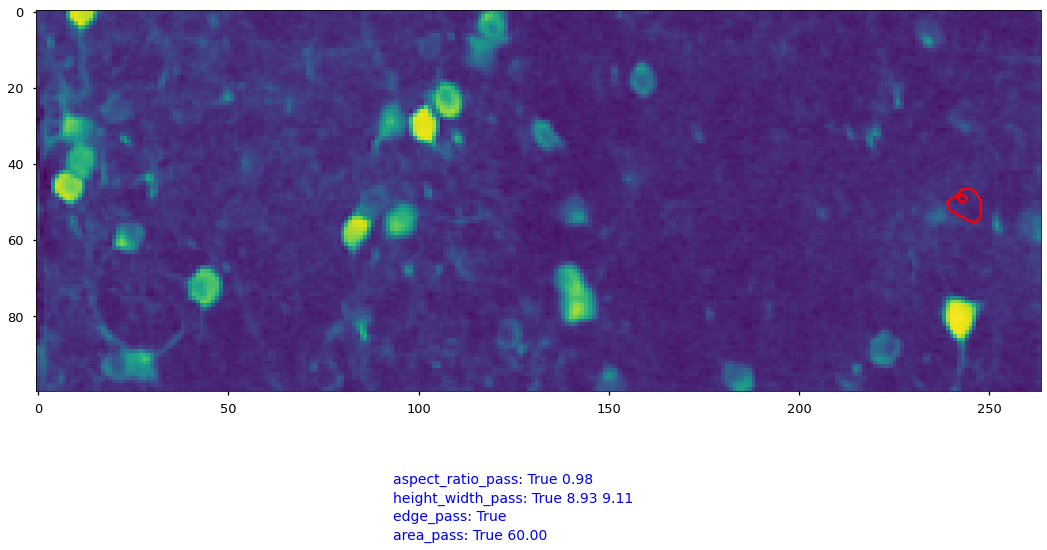 0
20
40
60
80
0 50 100 150 200 250
aspect_ratio_pass: True 0.98
height_width_pass: True 8.93 9.11
edge_pass: True
area_pass: True 60.00